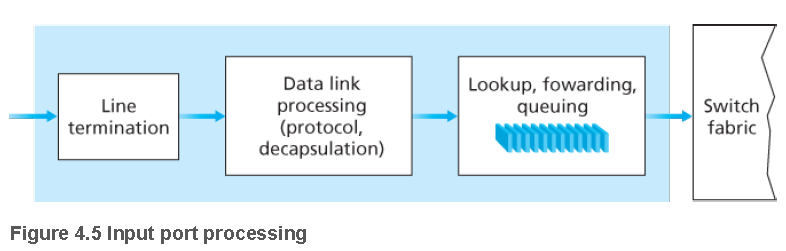 Line
termination
Data link
processing
(protocol,
decapsulation)
Lookup, fowarding,
queuing
Switch
fabric
Figure 4.5 Input port processing